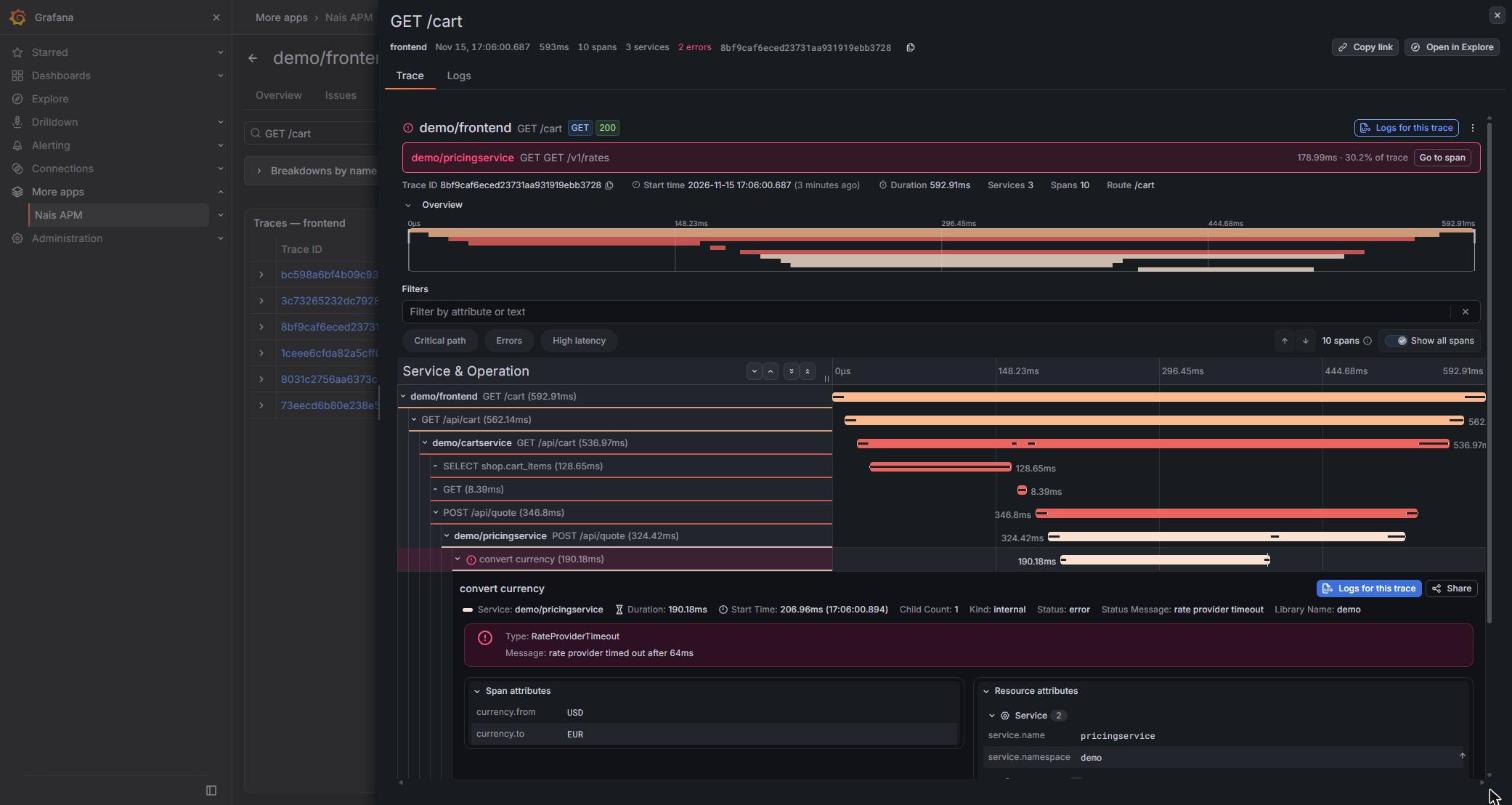 Grafana
Starred
Dashboards
Explore
Drilldown
Alerting
Connections
More apps
Nais APM
Administration
More apps › Nais APM
Overview Issues
GET /cart
Breakdowns by name
Traces — frontend
Trace ID
GET /cart
frontend Nov 15, 17:06:00.687 593ms 10 spans 3 services 2 errors 8bf9caf6eced23731aa931919ebb3728
Copy link
Open in Explore
Trace Logs
demo/frontend GET /cart GET 200
Logs for this trace
demo/pricingservice GET GET /v1/rates
178.99ms · 30.2% of trace Go to span
Trace ID 8bf9caf6eced23731aa931919ebb3728 Start time 2026-11-15 17:06:00.687 (3 minutes ago) Duration 592.91ms Services 3 Spans 10 Route /cart
Overview
0µs 148.23ms 296.45ms 444.68ms 592.91ms
Filters
Filter by attribute or text
Critical path Errors High latency
10 spans Show all spans
Service & Operation
0µs 148.23ms 296.45ms 444.68ms 592.91ms
demo/frontend GET /cart (592.91ms)
GET /api/cart (562.14ms)
562.
demo/cartservice GET /api/cart (536.97ms)
536.97m
SELECT shop.cart_items (128.65ms)
128.65ms
GET (8.39ms)
8.39ms
POST /api/quote (346.8ms)
346.8ms
demo/pricingservice POST /api/quote (324.42ms)
324.42ms
convert currency (190.18ms)
190.18ms
convert currency
Logs for this trace
Share
Service: demo/pricingservice Duration: 190.18ms Start Time: 206.96ms (17:06:00.894) Child Count: 1 Kind: internal Status: error Status Message: rate provider timeout Library Name: demo
Type: RateProviderTimeout
Message: rate provider timed out after 64ms
Span attributes
currency.from USD
currency.to EUR
Resource attributes
Service 2
service.name pricingservice
service.namespace demo